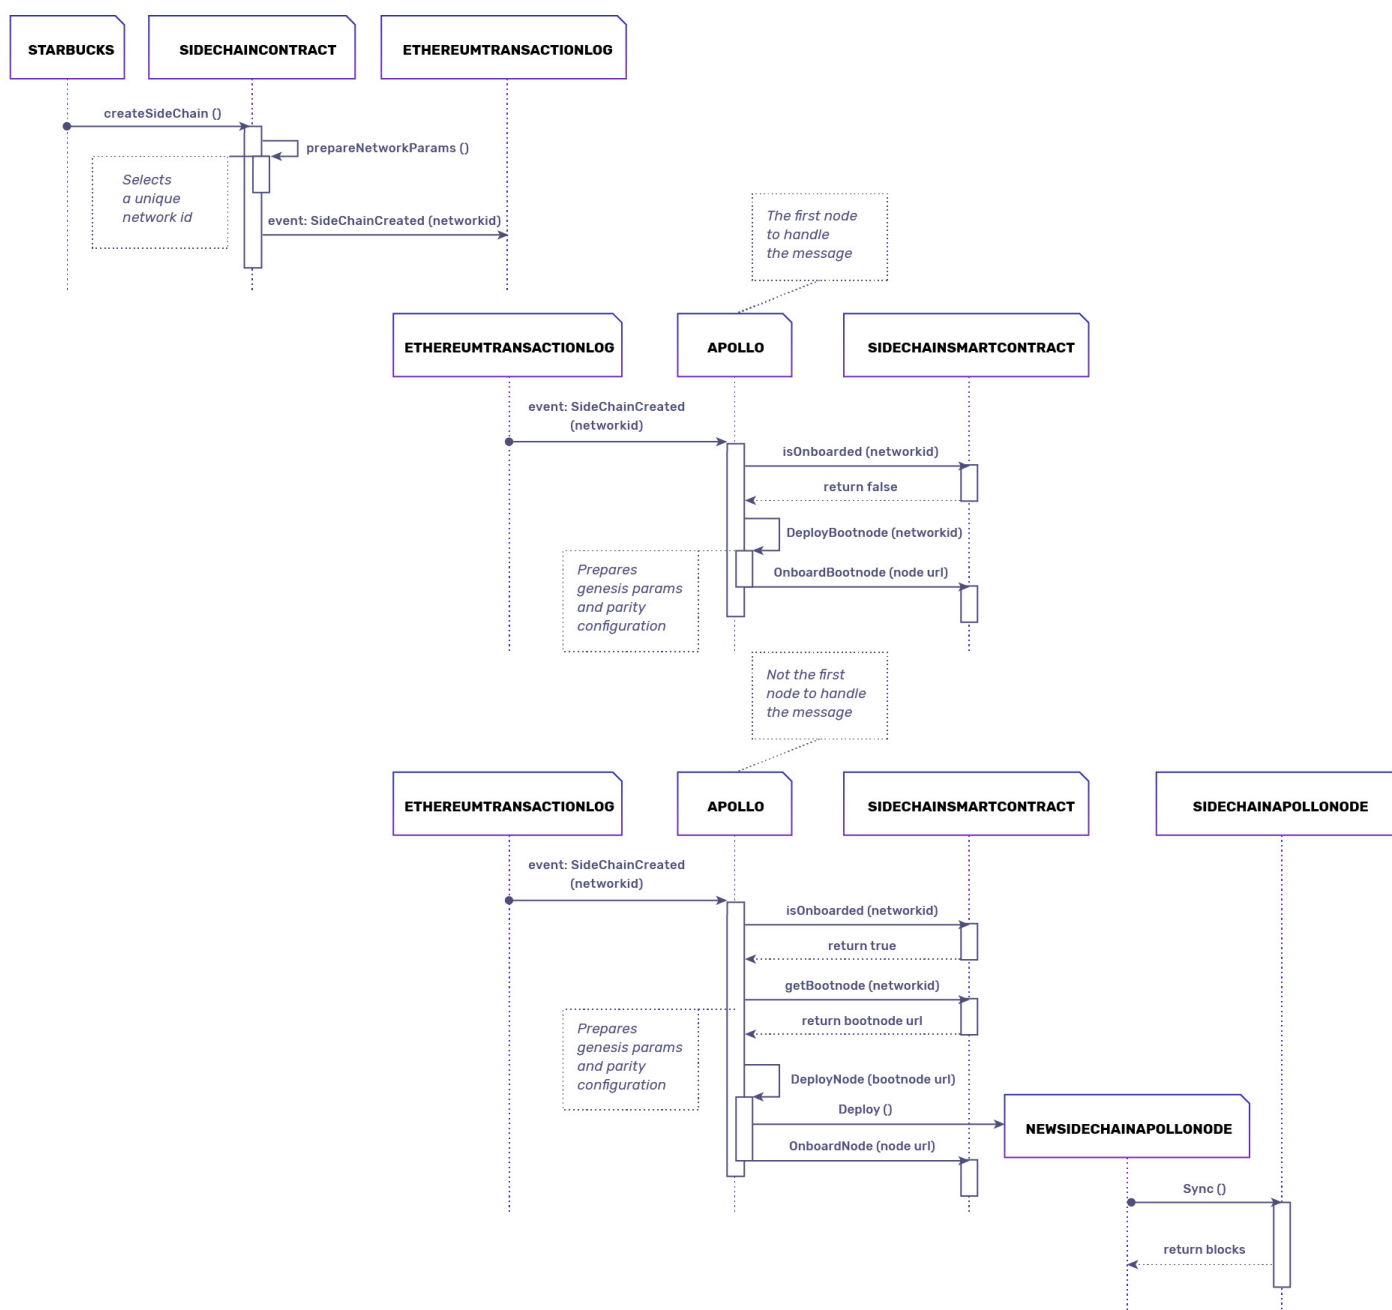 STARBUCKS
SIDECHAINCONTRACT
ETHEREUMTRANSACTIONLOG
createSideChain ()
prepareNetworkParams ()
Selects
a unique
network id
event: SideChainCreated (networkid)
The first node
to handle
the message
ETHEREUMTRANSACTIONLOG
APOLLO
SIDECHAINSMARTCONTRACT
event: SideChainCreated
(networkid)
isOnboarded (networkid)
return false
DeployBootnode (networkid)
OnboardBootnode (node url)
Prepares
genesis params
and parity
configuration
Not the first
node to handle
the message
ETHEREUMTRANSACTIONLOG
APOLLO
SIDECHAINSMARTCONTRACT
SIDECHAINAPOLLONODE
event: SideChainCreated
(networkid)
isOnboarded (networkid)
return true
getBootnode (networkid)
return bootnode url
Prepares
genesis params
and parity
configuration
DeployNode (bootnode url)
Deploy ()
NEWSIDECHAINAPOLLONODE
OnboardNode (node url)
Sync ()
return blocks